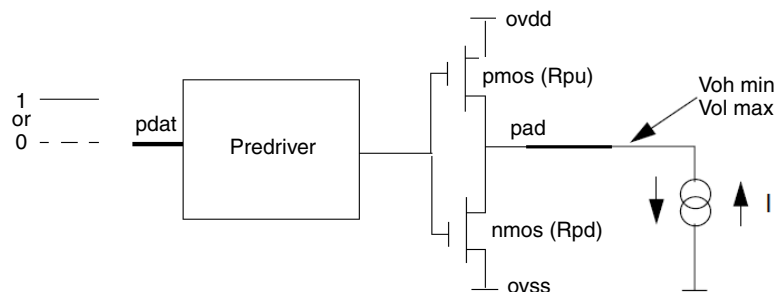 ovdd
pmos (Rpu)
Voh min
Vol max
1
or
0
pdat
Predriver
pad
I
nmos (Rpd)
ovss